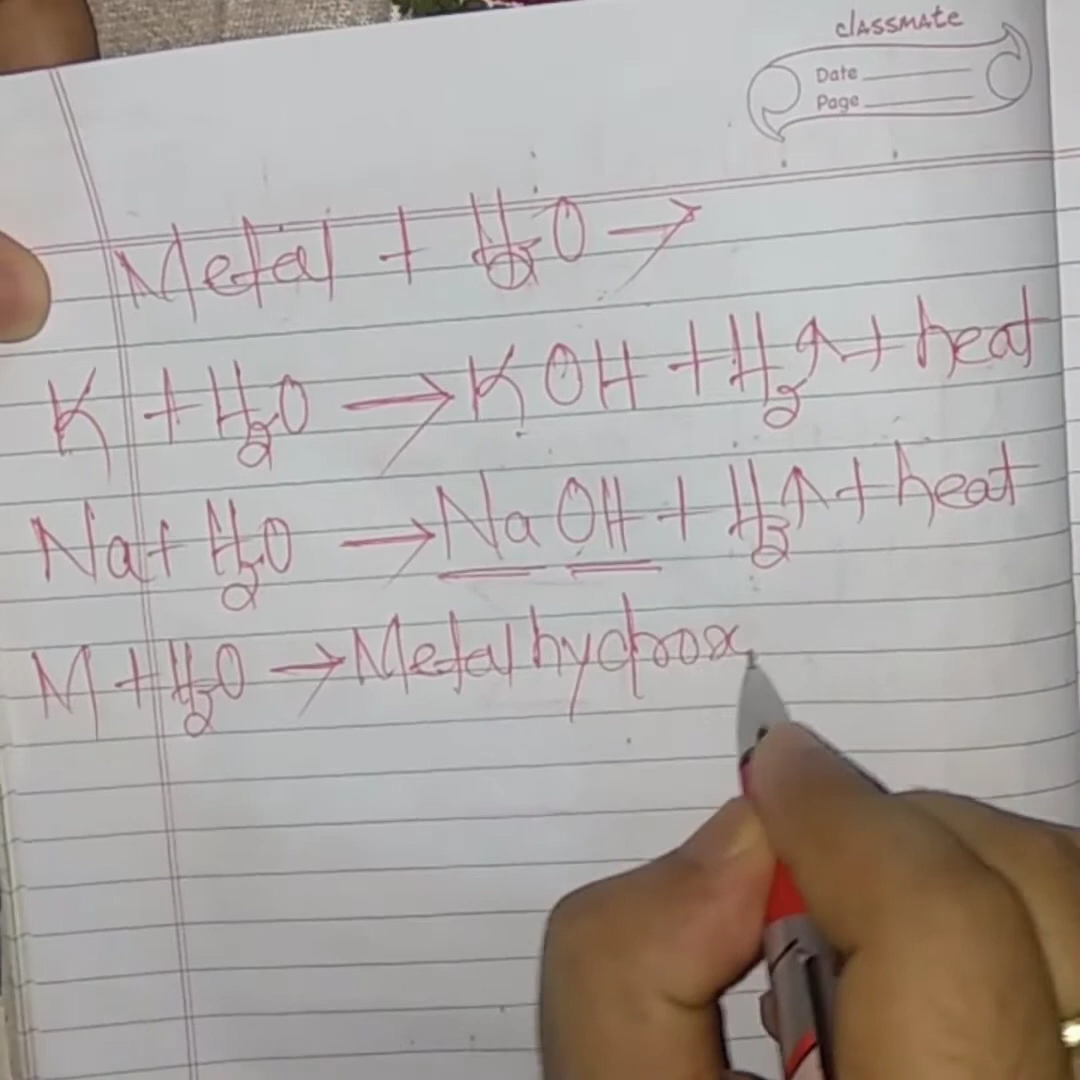 classmate
Date
Page
Metal + H₂O →
K + H₂O → KOH + H₂↑ + heat
Na + H₂O → NaOH + H₂↑ + heat
M + H₂O → Metal hydrox